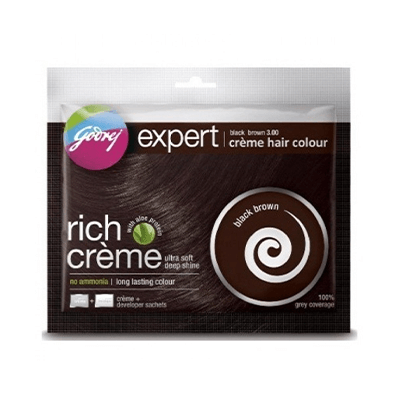 Godrej
expert
black brown 3.00
crème hair colour
rich
crème
with aloe protein
ultra soft
deep shine
no ammonia | long lasting colour
crème +
developer sachets
black brown
100%
grey coverage